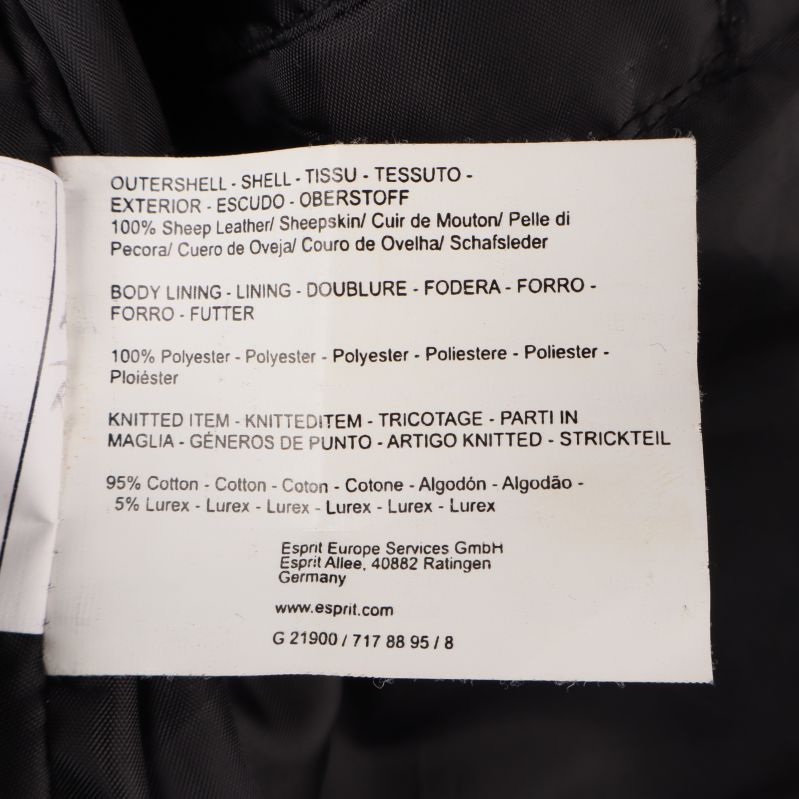 OUTERSHELL - SHELL - TISSU - TESSUTO -
EXTERIOR - ESCUDO - OBERSTOFF
100% Sheep Leather/ Sheepskin/ Cuir de Mouton/ Pelle di
Pecora/ Cuero de Oveja/ Couro de Ovelha/ Schafsleder
BODY LINING - LINING - DOUBLURE - FODERA - FORRO -
FORRO - FUTTER
100% Polyester - Polyester - Polyester - Poliestere - Poliester -
Ploiéster
KNITTED ITEM - KNITTEDITEM - TRICOTAGE - PARTI IN
MAGLIA - GÉNEROS DE PUNTO - ARTIGO KNITTED - STRICKTEIL
95% Cotton - Cotton - Coton - Cotone - Algodón - Algodão -
5% Lurex - Lurex - Lurex - Lurex - Lurex - Lurex
Esprit Europe Services GmbH
Esprit Allee, 40882 Ratingen
Germany
www.esprit.com
G 21900 / 717 88 95 / 8